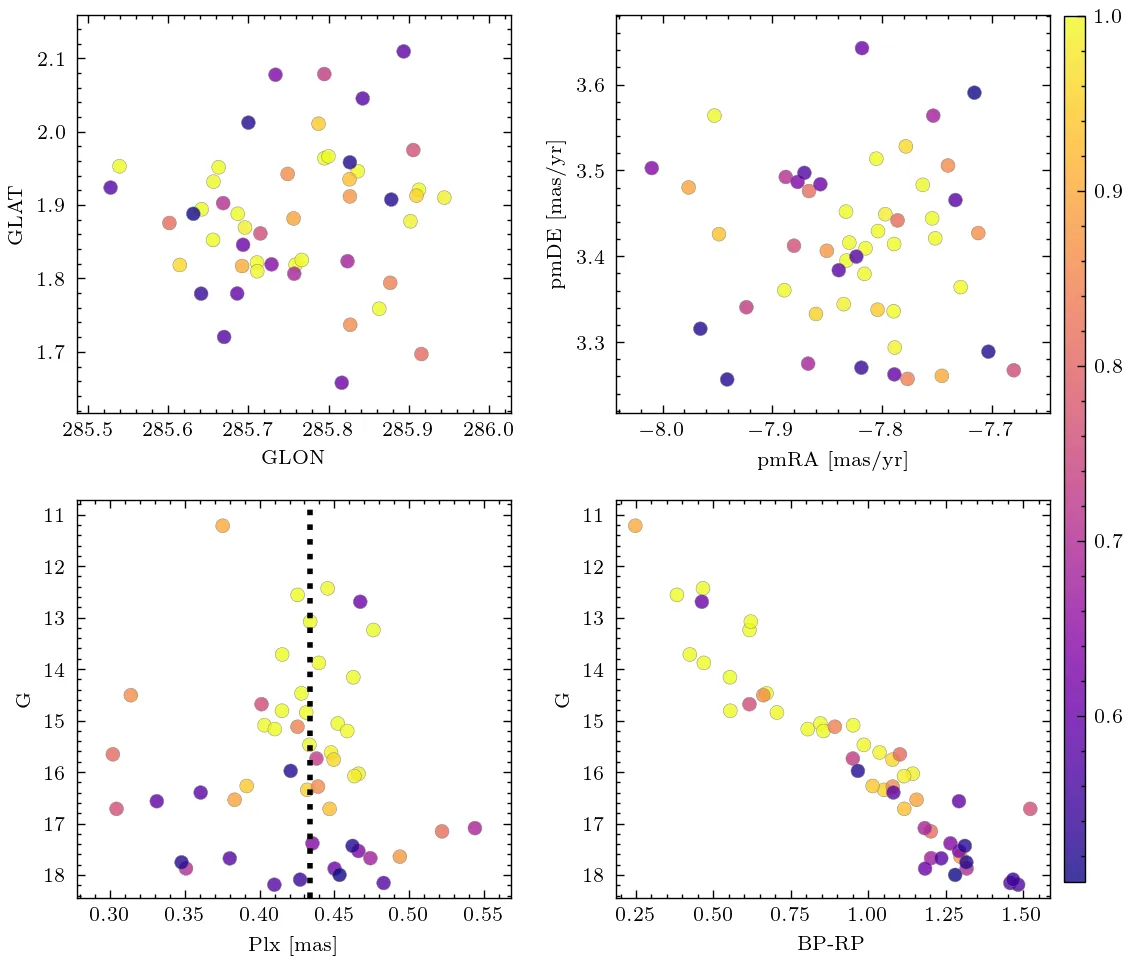 2.1
2.0
1.9
1.8
1.7
GLAT
285.5 285.6 285.7 285.8 285.9 286.0
GLON
3.6
3.5
3.4
3.3
pmDE [mas/yr]
−8.0 −7.9 −7.8 −7.7
pmRA [mas/yr]
1.0
0.9
0.8
0.7
0.6
11
12
13
14
15
16
17
18
G
0.30 0.35 0.40 0.45 0.50 0.55
Plx [mas]
11
12
13
14
15
16
17
18
G
0.25 0.50 0.75 1.00 1.25 1.50
BP-RP